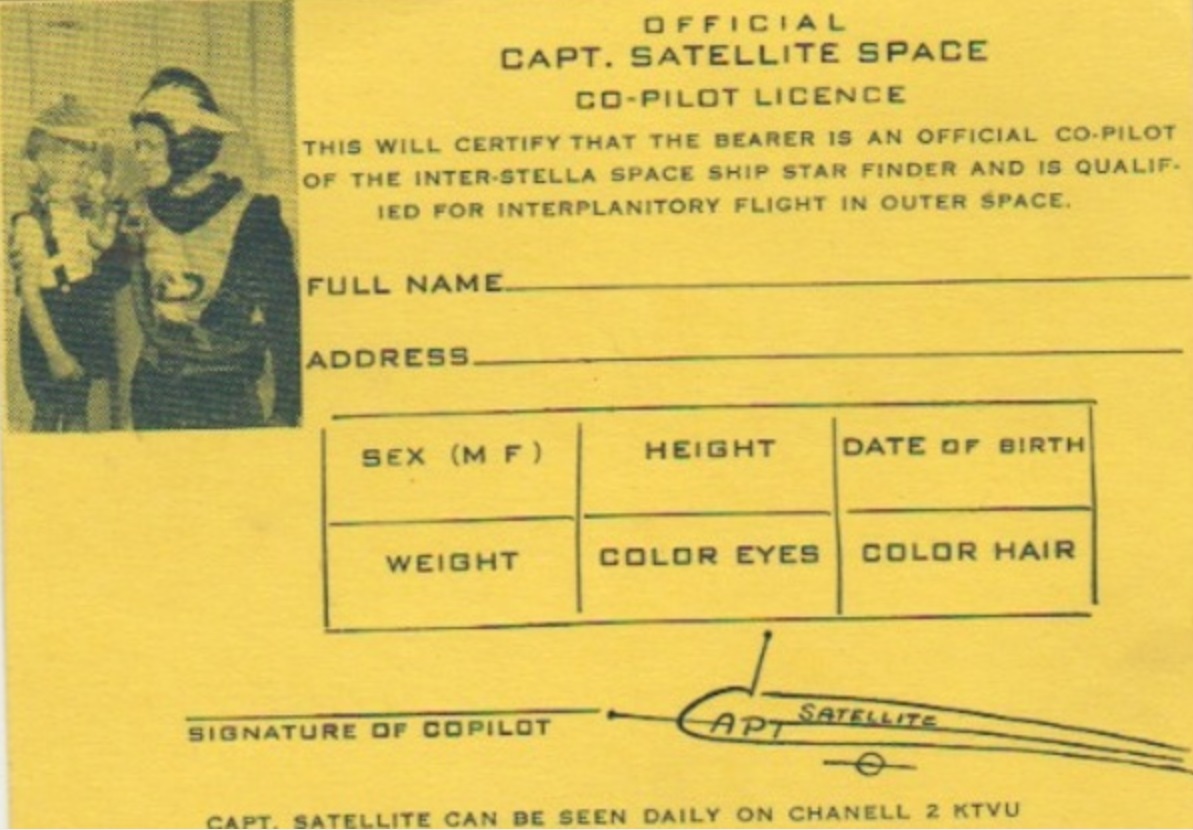 OFFICIAL
CAPT. SATELLITE SPACE
CO-PILOT LICENCE
THIS WILL CERTIFY THAT THE BEARER IS AN OFFICIAL CO-PILOT
OF THE INTER-STELLA SPACE SHIP STAR FINDER AND IS QUALIF-
IED FOR INTERPLANITORY FLIGHT IN OUTER SPACE.
FULL NAME
ADDRESS
SEX (M F) HEIGHT DATE OF BIRTH
WEIGHT COLOR EYES COLOR HAIR
CAPT SATELLITE
SIGNATURE OF COPILOT
CAPT. SATELLITE CAN BE SEEN DAILY ON CHANELL 2 KTVU